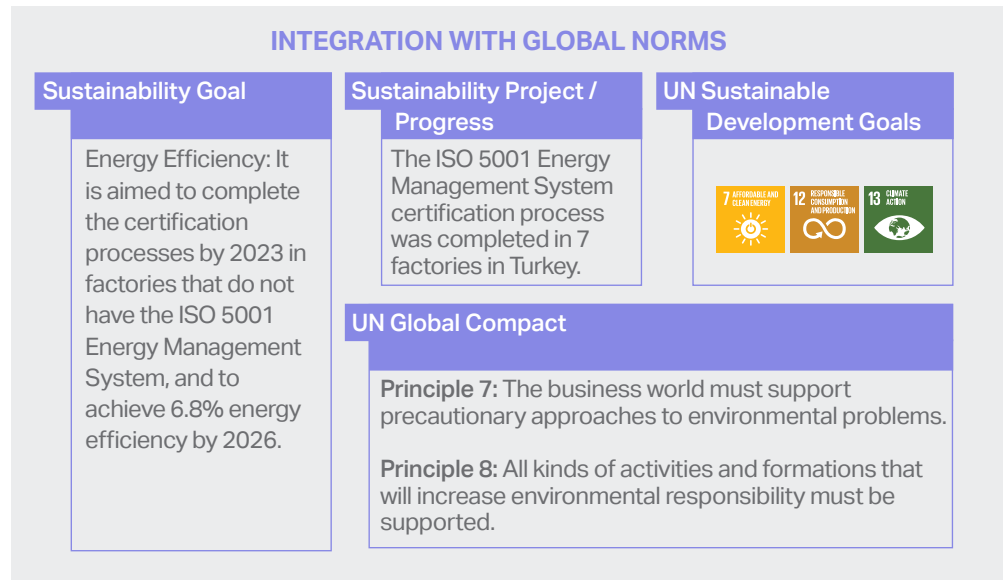 INTEGRATION WITH GLOBAL NORMS
Sustainability Goal
Energy Efficiency: It
is aimed to complete
the certification
processes by 2023 in
factories that do not
have the ISO 5001
Energy Management
System, and to
achieve 6.8% energy
efficiency by 2026.
Sustainability Project /
Progress
The ISO 5001 Energy
Management System
certification process
was completed in 7
factories in Turkey.
UN Sustainable
Development Goals
7 AFFORDABLE AND
CLEAN ENERGY
12 RESPONSIBLE
CONSUMPTION
AND PRODUCTION
13 CLIMATE
ACTION
UN Global Compact
Principle 7: The business world must support
precautionary approaches to environmental problems.
Principle 8: All kinds of activities and formations that
will increase environmental responsibility must be
supported.